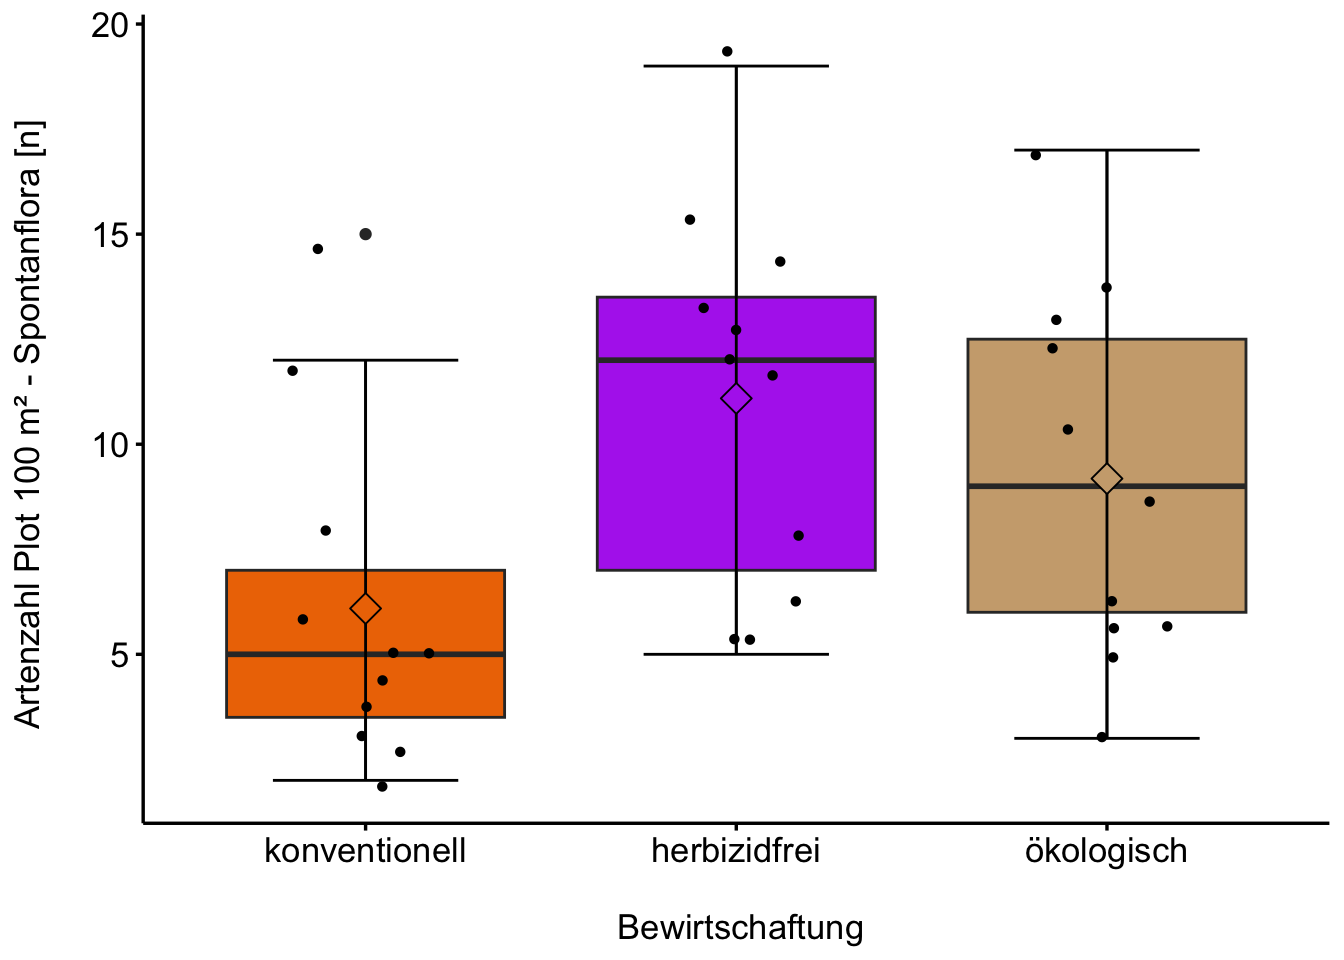 Artenzahl Plot 100 m² - Spontanflora [n]
20
15
10
5
konventionell herbizidfrei ökologisch
Bewirtschaftung